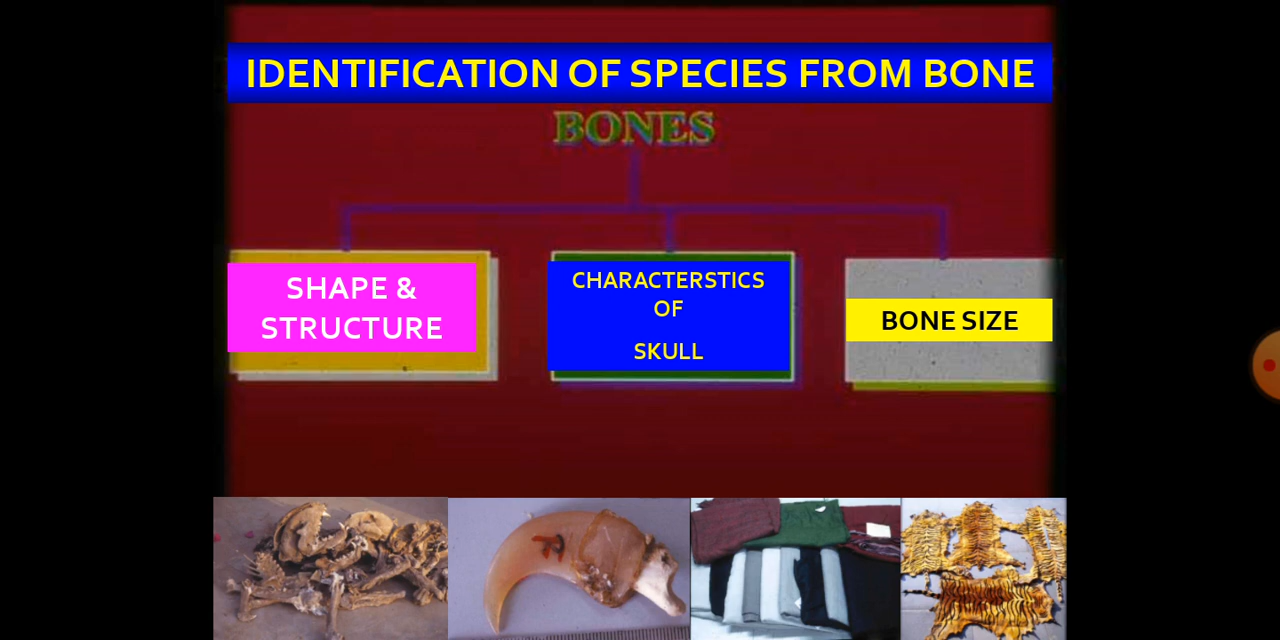 IDENTIFICATION OF SPECIES FROM BONE
BONES
SHAPE &
STRUCTURE
CHARACTERSTICS
OF
SKULL
BONE SIZE